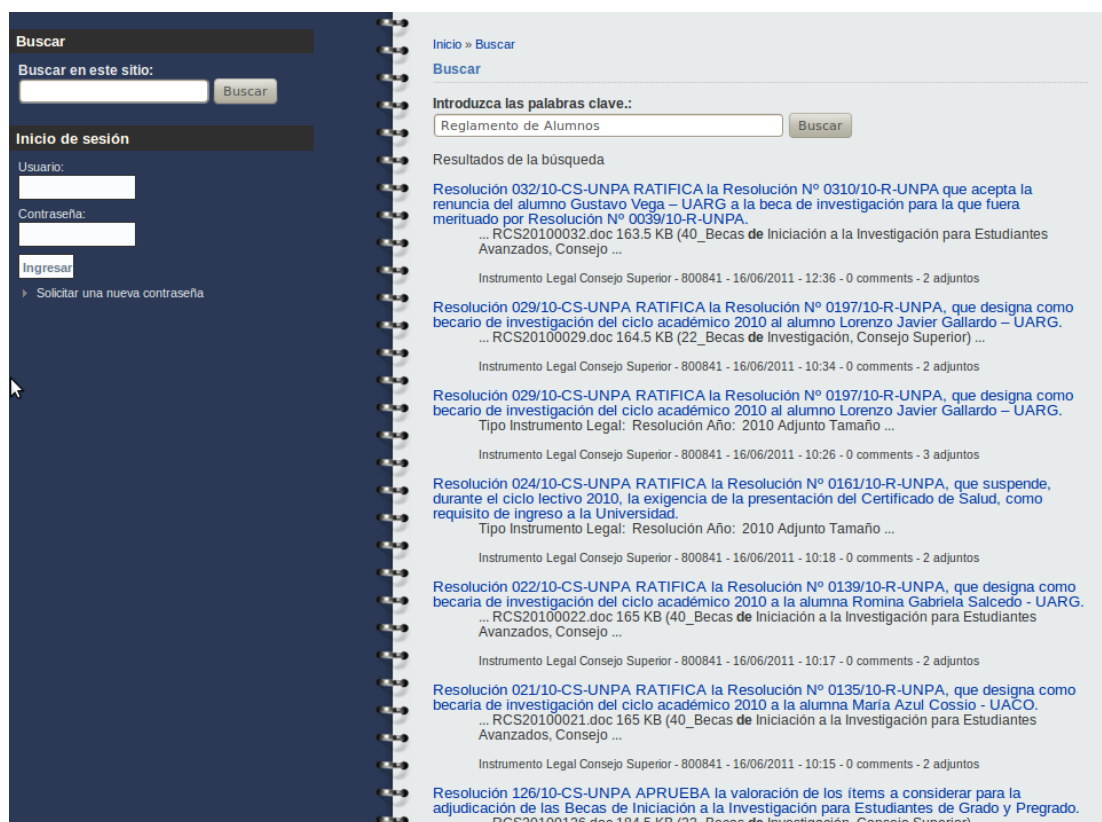 Buscar
Buscar en este sitio:
Buscar
Inicio de sesión
Usuario:
Contraseña:
Ingresar
Solicitar una nueva contraseña
Inicio » Buscar
Buscar
Introduzca las palabras clave.:
Reglamento de Alumnos
Buscar
Resultados de la búsqueda
Resolución 032/10-CS-UNPA RATIFICA la Resolución Nº 0310/10-R-UNPA que acepta la
renuncia del alumno Gustavo Vega – UARG a la beca de investigación para la que fuera
merituado por Resolución Nº 0039/10-R-UNPA.
... RCS20100032.doc 163.5 KB (40_Becas de Iniciación a la Investigación para Estudiantes
Avanzados, Consejo ...
Instrumento Legal Consejo Superior - 800841 - 16/06/2011 - 12:36 - 0 comments - 2 adjuntos
Resolución 029/10-CS-UNPA RATIFICA la Resolución Nº 0197/10-R-UNPA, que designa como
becario de investigación del ciclo académico 2010 al alumno Lorenzo Javier Gallardo – UARG.
... RCS20100029.doc 164.5 KB (22_Becas de Investigación, Consejo Superior) ...
Instrumento Legal Consejo Superior - 800841 - 16/06/2011 - 10:34 - 0 comments - 2 adjuntos
Resolución 029/10-CS-UNPA RATIFICA la Resolución Nº 0197/10-R-UNPA, que designa como
becario de investigación del ciclo académico 2010 al alumno Lorenzo Javier Gallardo – UARG.
Tipo Instrumento Legal: Resolución Año: 2010 Adjunto Tamaño ...
Instrumento Legal Consejo Superior - 800841 - 16/06/2011 - 10:26 - 0 comments - 3 adjuntos
Resolución 024/10-CS-UNPA RATIFICA la Resolución Nº 0161/10-R-UNPA, que suspende,
durante el ciclo lectivo 2010, la exigencia de la presentación del Certificado de Salud, como
requisito de ingreso a la Universidad.
Tipo Instrumento Legal: Resolución Año: 2010 Adjunto Tamaño ...
Instrumento Legal Consejo Superior - 800841 - 16/06/2011 - 10:18 - 0 comments - 2 adjuntos
Resolución 022/10-CS-UNPA RATIFICA la Resolución Nº 0139/10-R-UNPA, que designa como
becaria de investigación del ciclo académico 2010 a la alumna Romina Gabriela Salcedo - UARG.
... RCS20100022.doc 165 KB (40_Becas de Iniciación a la Investigación para Estudiantes
Avanzados, Consejo ...
Instrumento Legal Consejo Superior - 800841 - 16/06/2011 - 10:17 - 0 comments - 2 adjuntos
Resolución 021/10-CS-UNPA RATIFICA la Resolución Nº 0135/10-R-UNPA, que designa como
becaria de investigación del ciclo académico 2010 a la alumna María Azul Cossio - UACO.
... RCS20100021.doc 165 KB (40_Becas de Iniciación a la Investigación para Estudiantes
Avanzados, Consejo ...
Instrumento Legal Consejo Superior - 800841 - 16/06/2011 - 10:15 - 0 comments - 2 adjuntos
Resolución 126/10-CS-UNPA APRUEBA la valoración de los ítems a considerar para la
adjudicación de las Becas de Iniciación a la Investigación para Estudiantes de Grado y Pregrado.
... RCS20100126.doc 184.5 KB (22_Becas de Investigación, Consejo Superior) ...